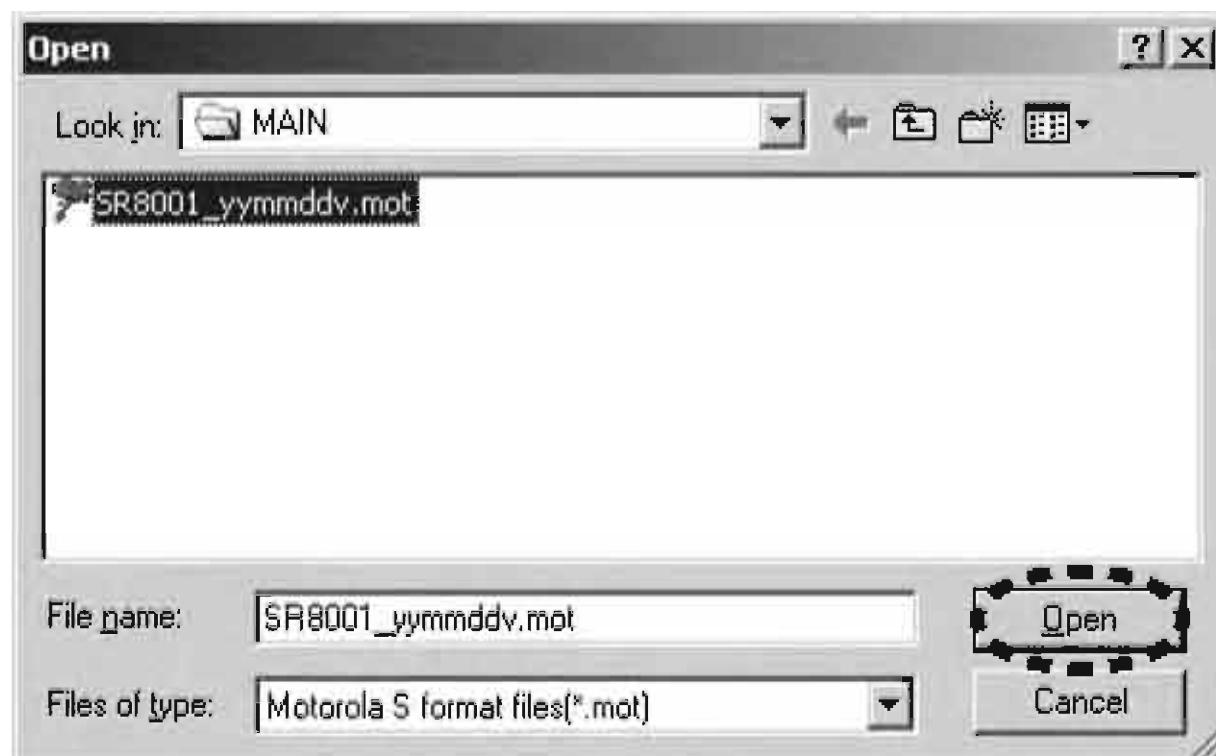 Open
Look in: MAIN
SR8001_yymmddv.mot
File name: SR8001_yymmddv.mot Open
Files of type: Motorola S format files(*.mot) Cancel